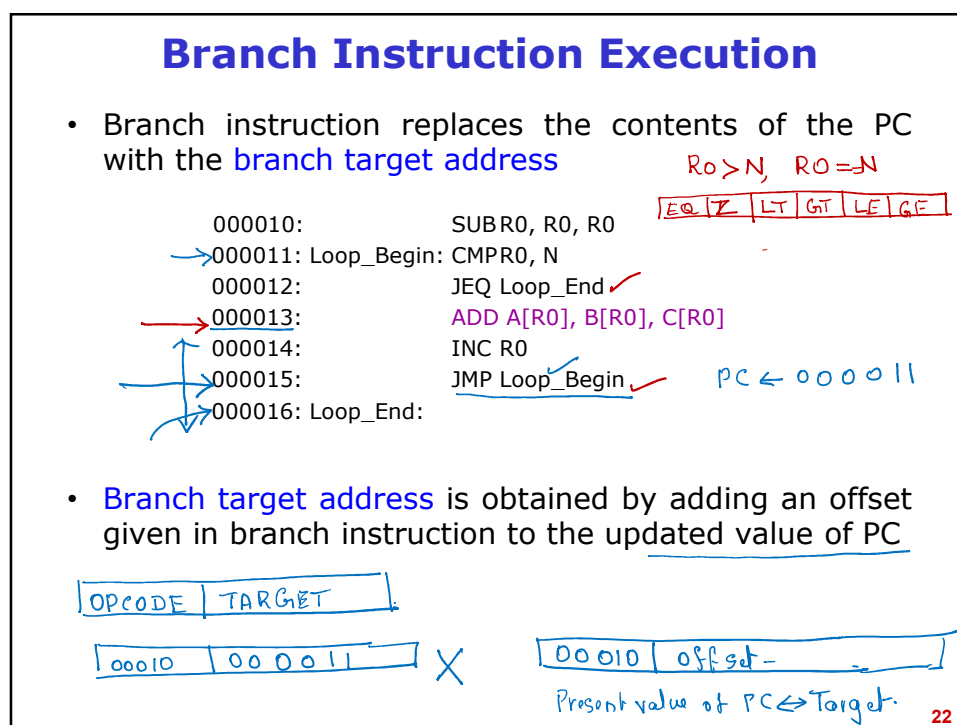 Branch Instruction Execution
• Branch instruction replaces the contents of the PC
with the branch target address
R0 > N, R0 = N
EQ | Z | LT | GT | LE | GE
000010: SUB R0, R0, R0
000011: Loop_Begin: CMP R0, N
000012: JEQ Loop_End
000013: ADD A[R0], B[R0], C[R0]
000014: INC R0
000015: JMP Loop_Begin
PC ← 000011
000016: Loop_End:
• Branch target address is obtained by adding an offset
given in branch instruction to the updated value of PC
OPCODE | TARGET
00010 | 000011 X
00010 | Offset -
Present value of PC ⇔ Target.
22